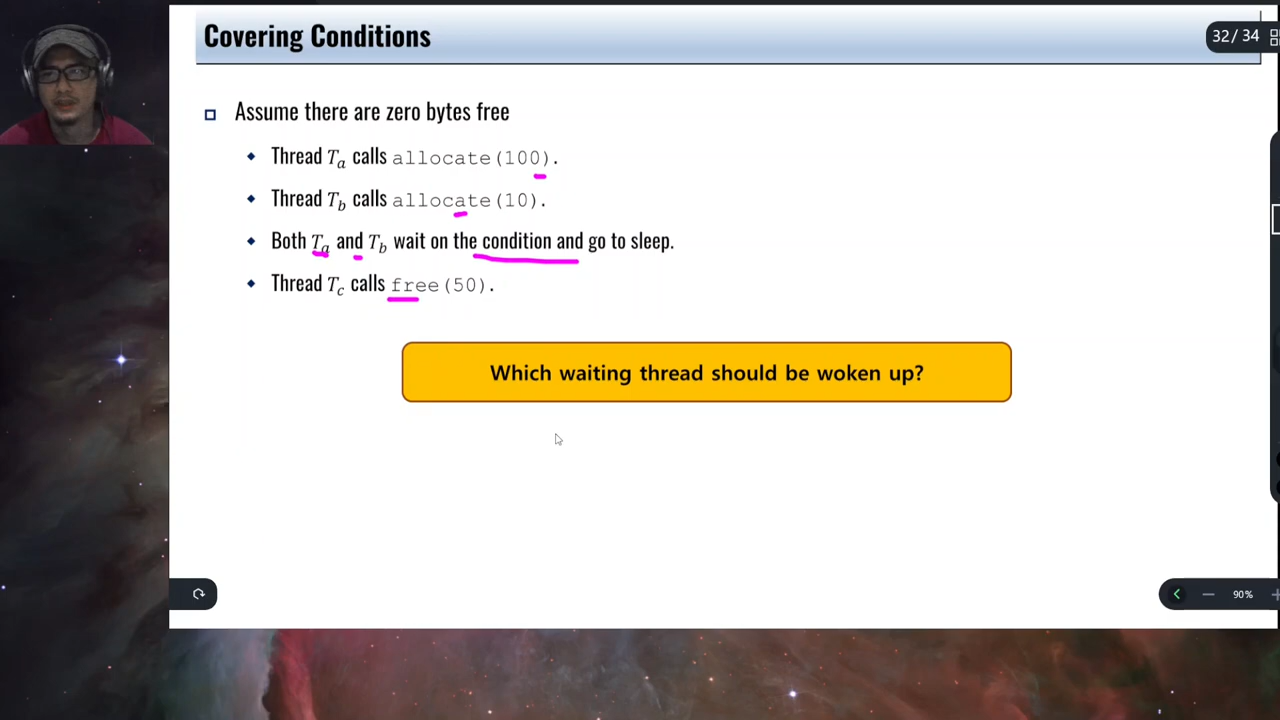 Covering Conditions
32 / 34
Assume there are zero bytes free
Thread Ta calls allocate(100).
Thread Tb calls allocate(10).
Both Ta and Tb wait on the condition and go to sleep.
Thread Tc calls free(50).
Which waiting thread should be woken up?
90%